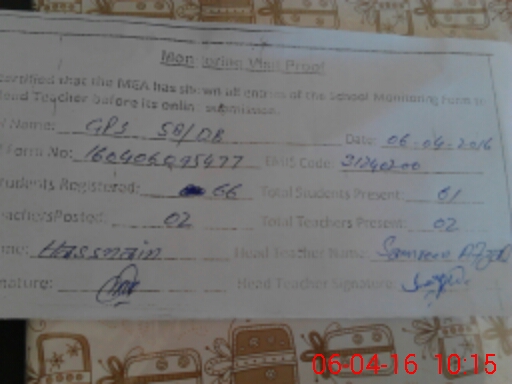 Monitoring Visit Proof
certified that the MEA has shown all entries of the School Monitoring Form to
Head Teacher before its online submission.
Name: GPS 58/DB Date: 06-04-2016
Form No: EMIS Code:
Students Registered: 66 Total Students Present: 61
Teachers Posted: 02 Total Teachers Present: 02
Name: Hassnain Head Teacher Name:
Signature: Head Teacher Signature:
06-04-16 10:15